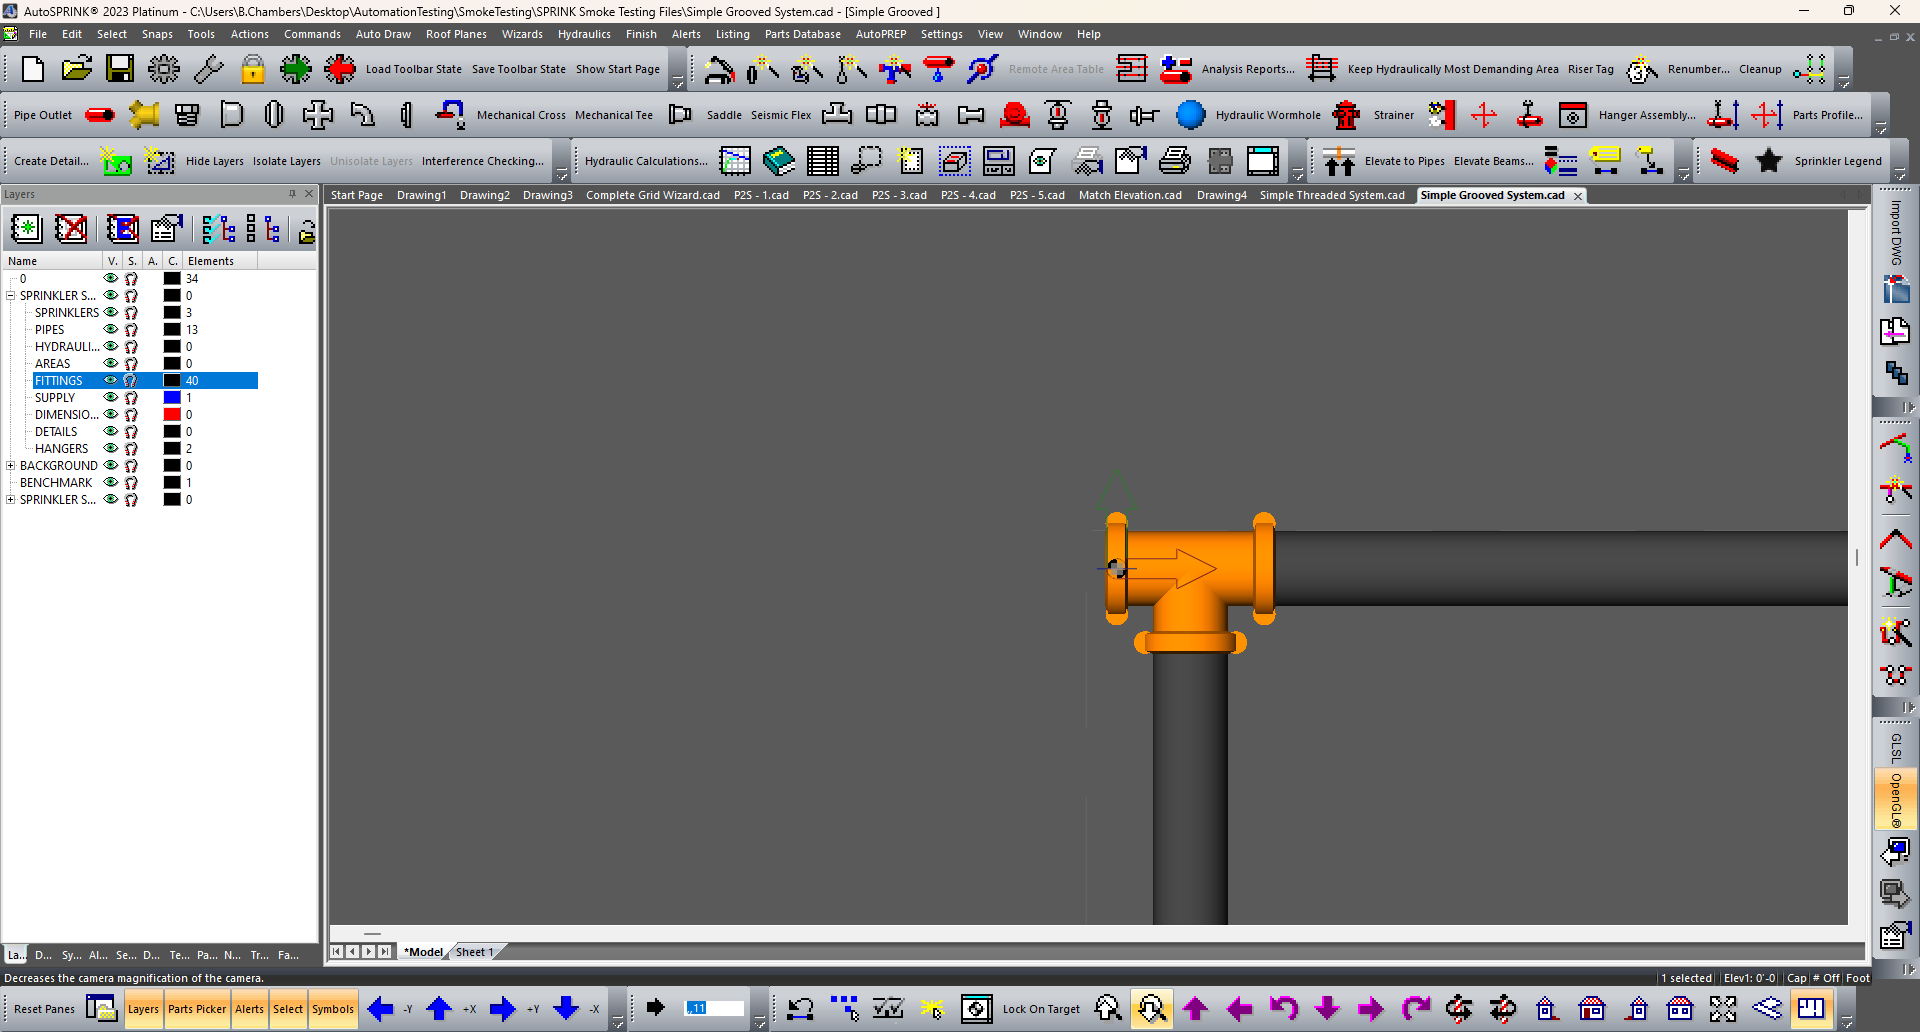 AutoSPRINK® 2023 Platinum - C:\Users\B.Chambers\Desktop\AutomationTesting\SmokeTesting\SPRINK Smoke Testing Files\Simple Grooved System.cad - [Simple Grooved ]
File Edit Select Snaps Tools Actions Commands Auto Draw Roof Planes Wizards Hydraulics Finish Alerts Listing Parts Database AutoPREP Settings View Window Help
Load Toolbar State Save Toolbar State Show Start Page Remote Area Table Analysis Reports... Keep Hydraulically Most Demanding Area Riser Tag Renumber... Cleanup
Pipe Outlet Mechanical Cross Mechanical Tee Saddle Seismic Flex Hydraulic Wormhole Strainer Hanger Assembly... Parts Profile...
Create Detail... Hide Layers Isolate Layers Unisolate Layers Interference Checking... Hydraulic Calculations... Elevate to Pipes Elevate Beams... Sprinkler Legend
Layers
Start Page Drawing1 Drawing2 Drawing3 Complete Grid Wizard.cad P2S - 1.cad P2S - 2.cad P2S - 3.cad P2S - 4.cad P2S - 5.cad Match Elevation.cad Drawing4 Simple Threaded System.cad Simple Grooved System.cad
Import DWG
Name V. S. A. C. Elements
0 34
SPRINKLER S... 0
SPRINKLERS 3
PIPES 13
HYDRAULI... 0
AREAS 0
FITTINGS 40
SUPPLY 1
DIMENSIO... 0
DETAILS 0
HANGERS 2
BACKGROUND 0
BENCHMARK 1
SPRINKLER S... 0
GLSL
OpenGL®
La... D... Sy... Al... Se... D... Te... Pa... N... Tr... Fa...
*Model Sheet 1
Decreases the camera magnification of the camera.
1 selected Elev1: 0'-0 Cap # Off Foot
Reset Panes Layers Parts Picker Alerts Select Symbols -Y +X +Y -X ,,11 Lock On Target